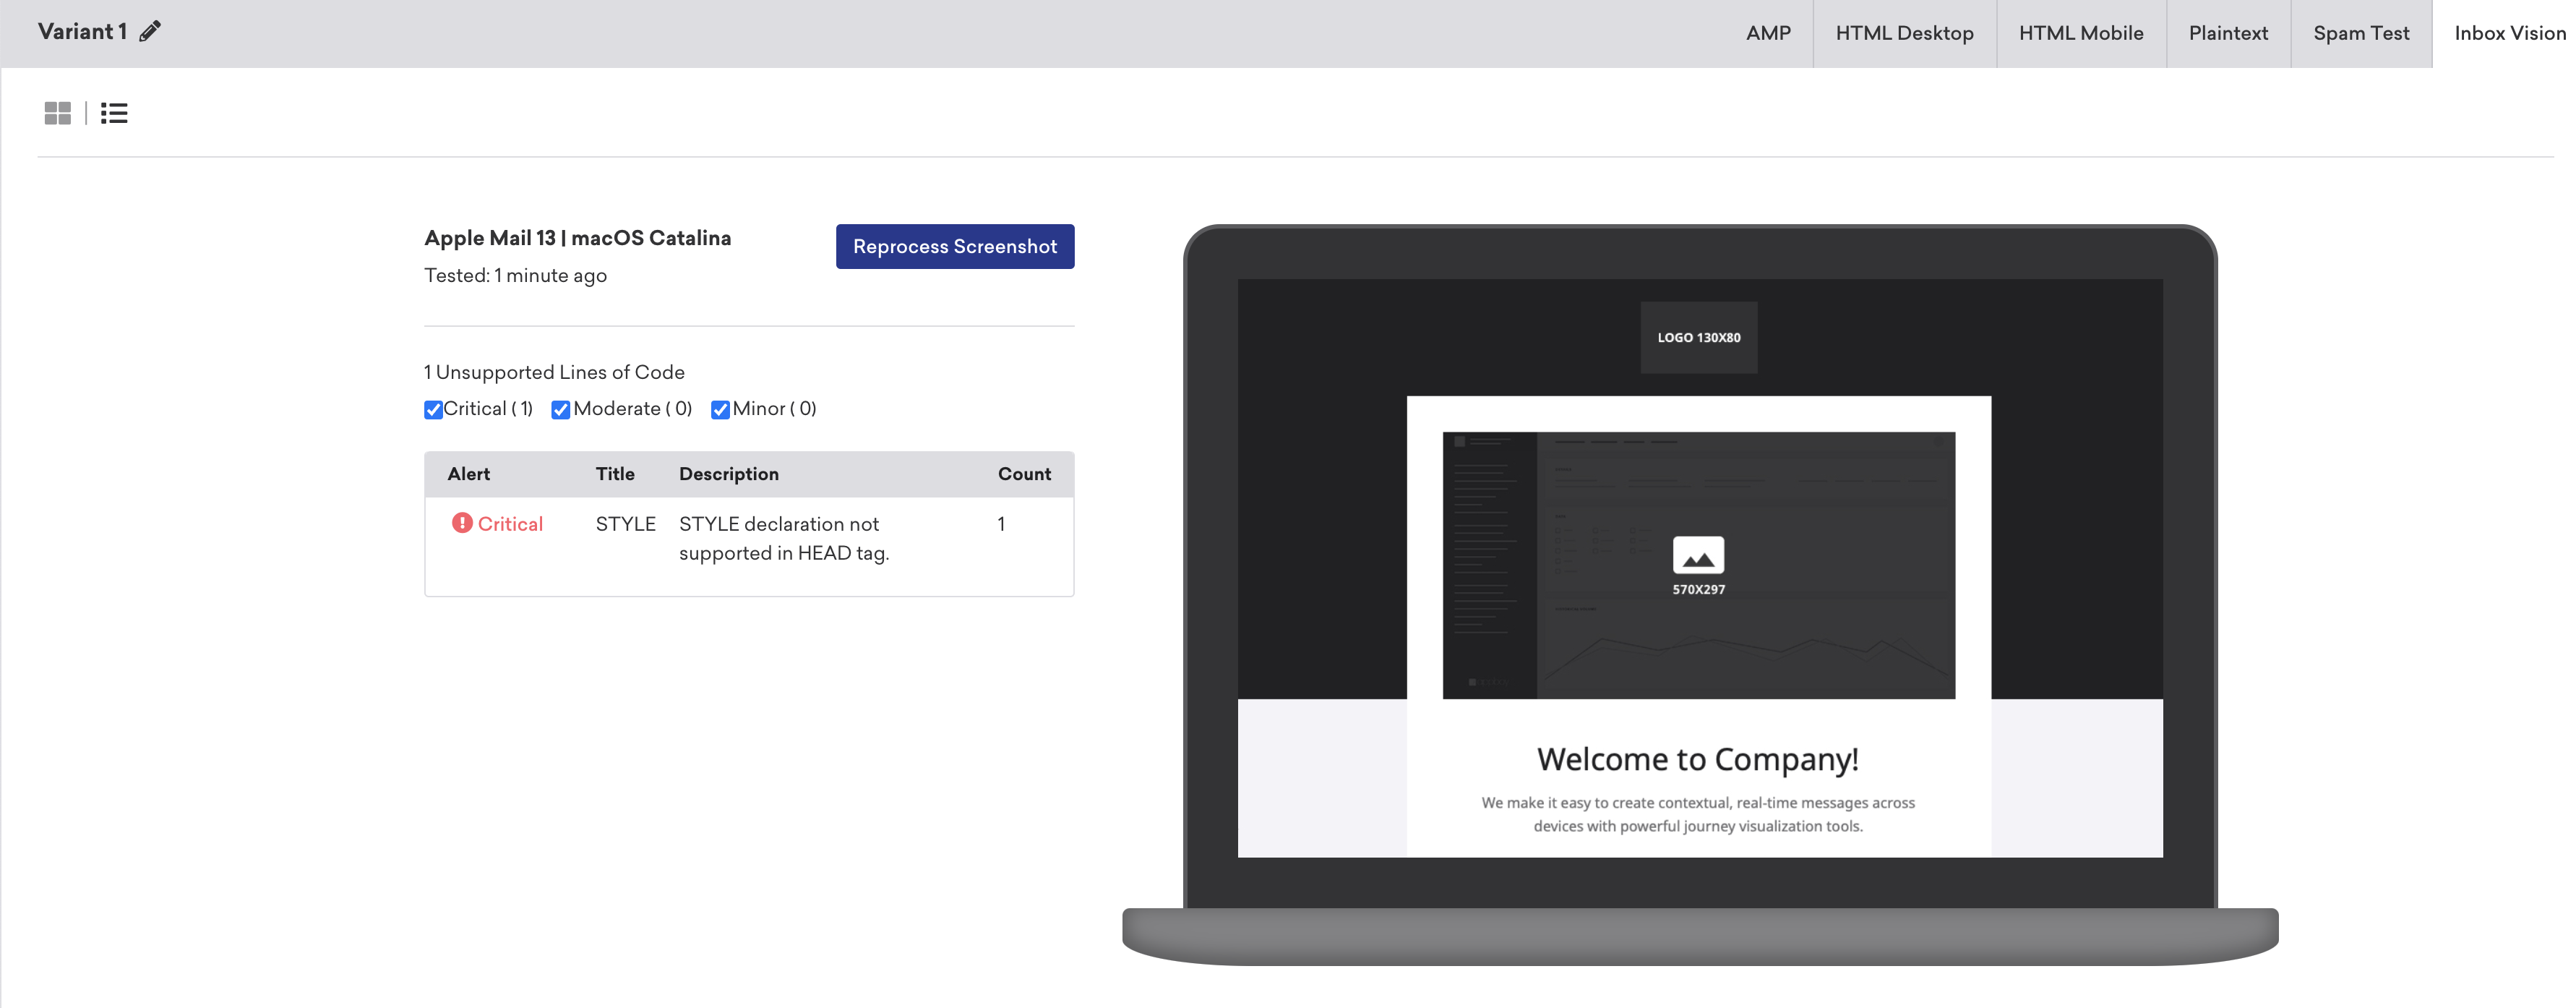 Variant 1
AMP
HTML Desktop
HTML Mobile
Plaintext
Spam Test
Inbox Vision
Apple Mail 13 | macOS Catalina
Reprocess Screenshot
Tested: 1 minute ago
1 Unsupported Lines of Code
Critical ( 1)
Moderate ( 0)
Minor ( 0)
Alert Title Description Count
Critical STYLE STYLE declaration not 1
supported in HEAD tag.
LOGO 130X80
570X297
Welcome to Company!
We make it easy to create contextual, real-time messages across
devices with powerful journey visualization tools.